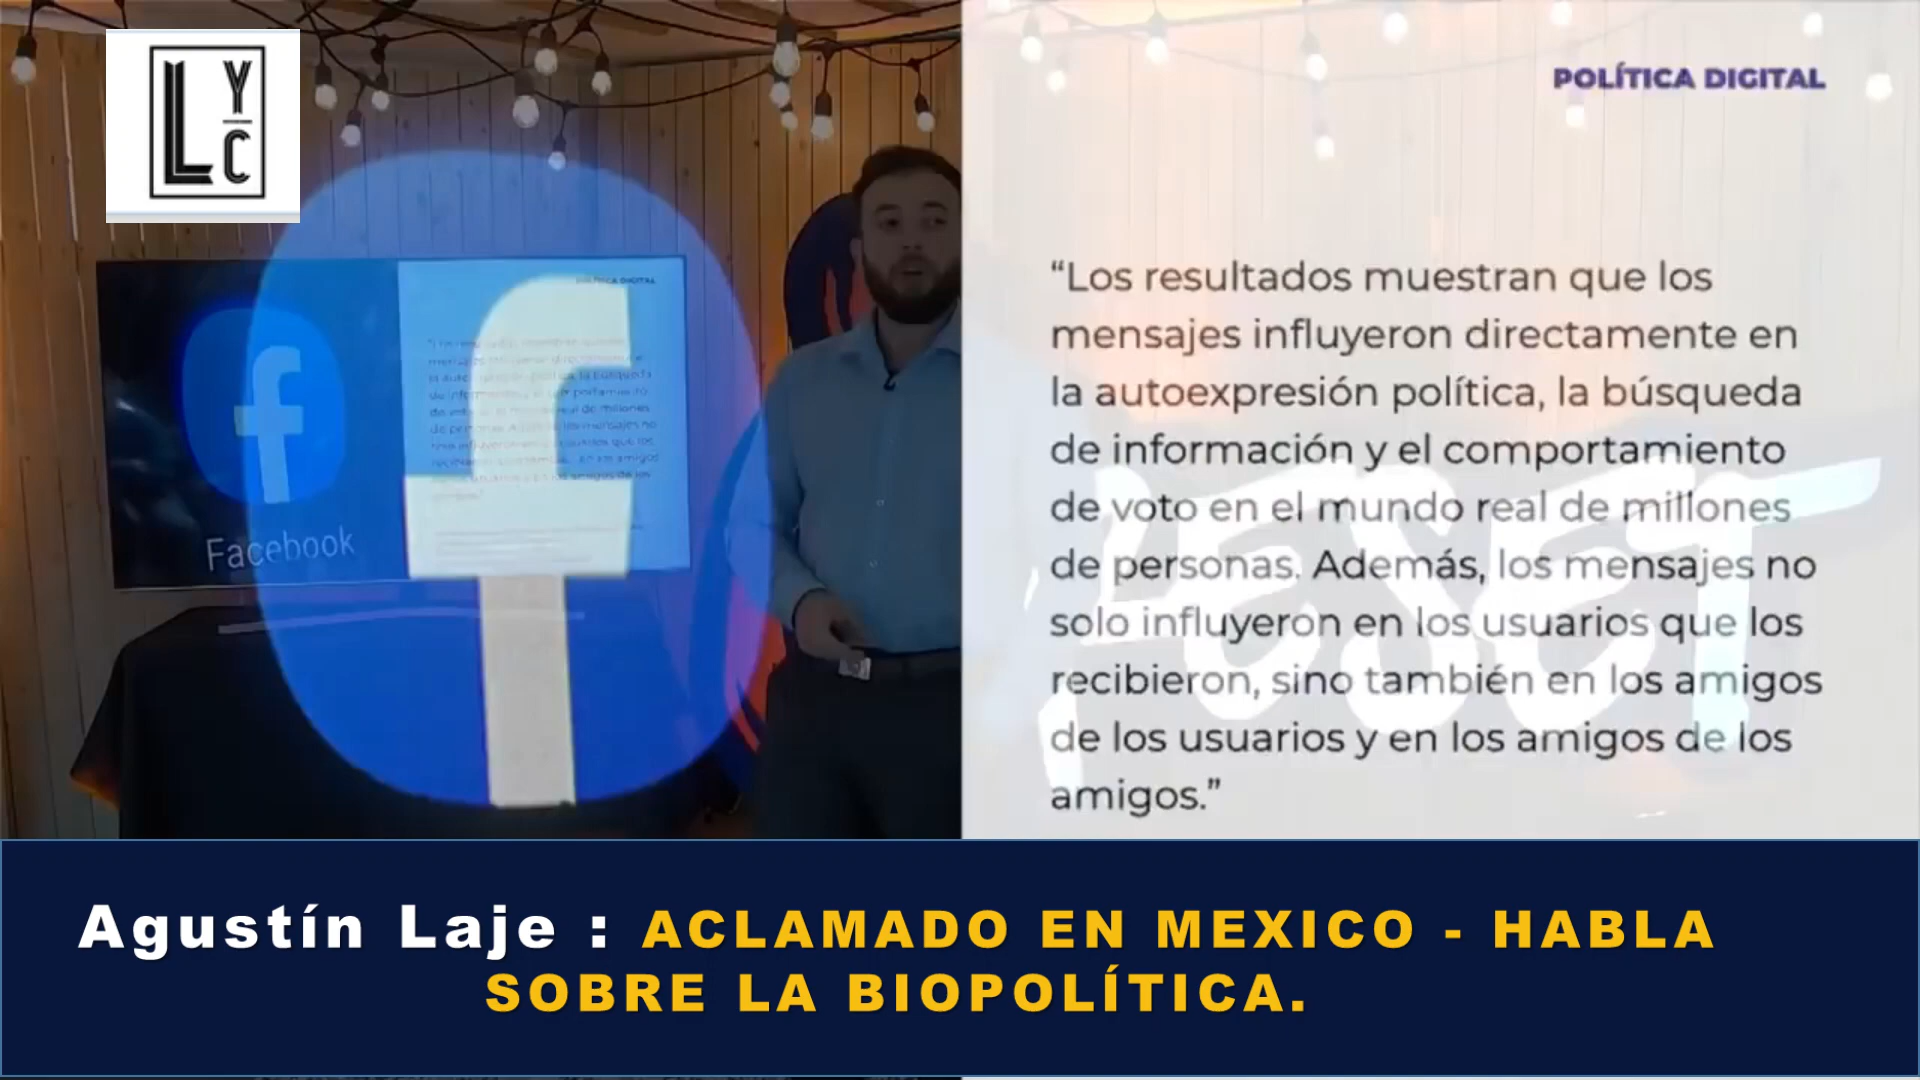 L Y C
POLÍTICA DIGITAL
“Los resultados muestran que los
mensajes influyeron directamente en
la autoexpresión política, la búsqueda
de información y el comportamiento
de voto en el mundo real de millones
de personas. Además, los mensajes no
solo influyeron en los usuarios que los
recibieron, sino también en los amigos
de los usuarios y en los amigos de los
amigos.”
POLÍTICA DIGITAL
Facebook
Agustín Laje : ACLAMADO EN MEXICO - HABLA
SOBRE LA BIOPOLÍTICA.